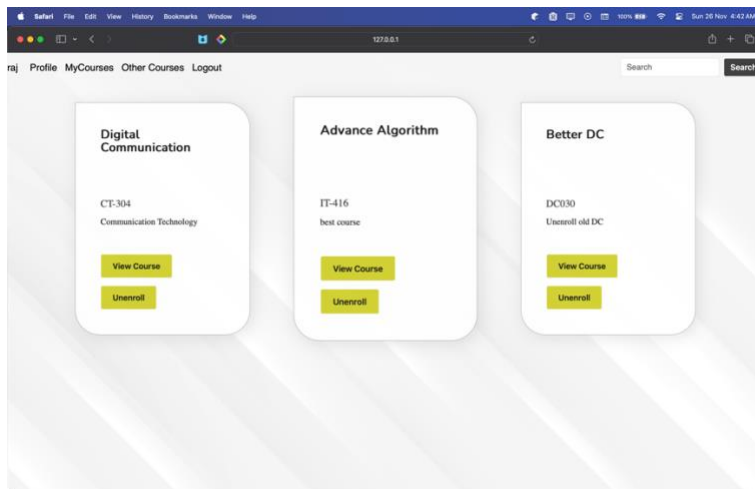 Safari File Edit View History Bookmarks Window Help 100% Sun 26 Nov 4:42 AM
127.0.0.1
raj Profile MyCourses Other Courses Logout Search Search
Digital
Communication
CT-304
Communication Technology
View Course
Unenroll
Advance Algorithm
IT-416
best course
View Course
Unenroll
Better DC
DC030
Unenroll old DC
View Course
Unenroll